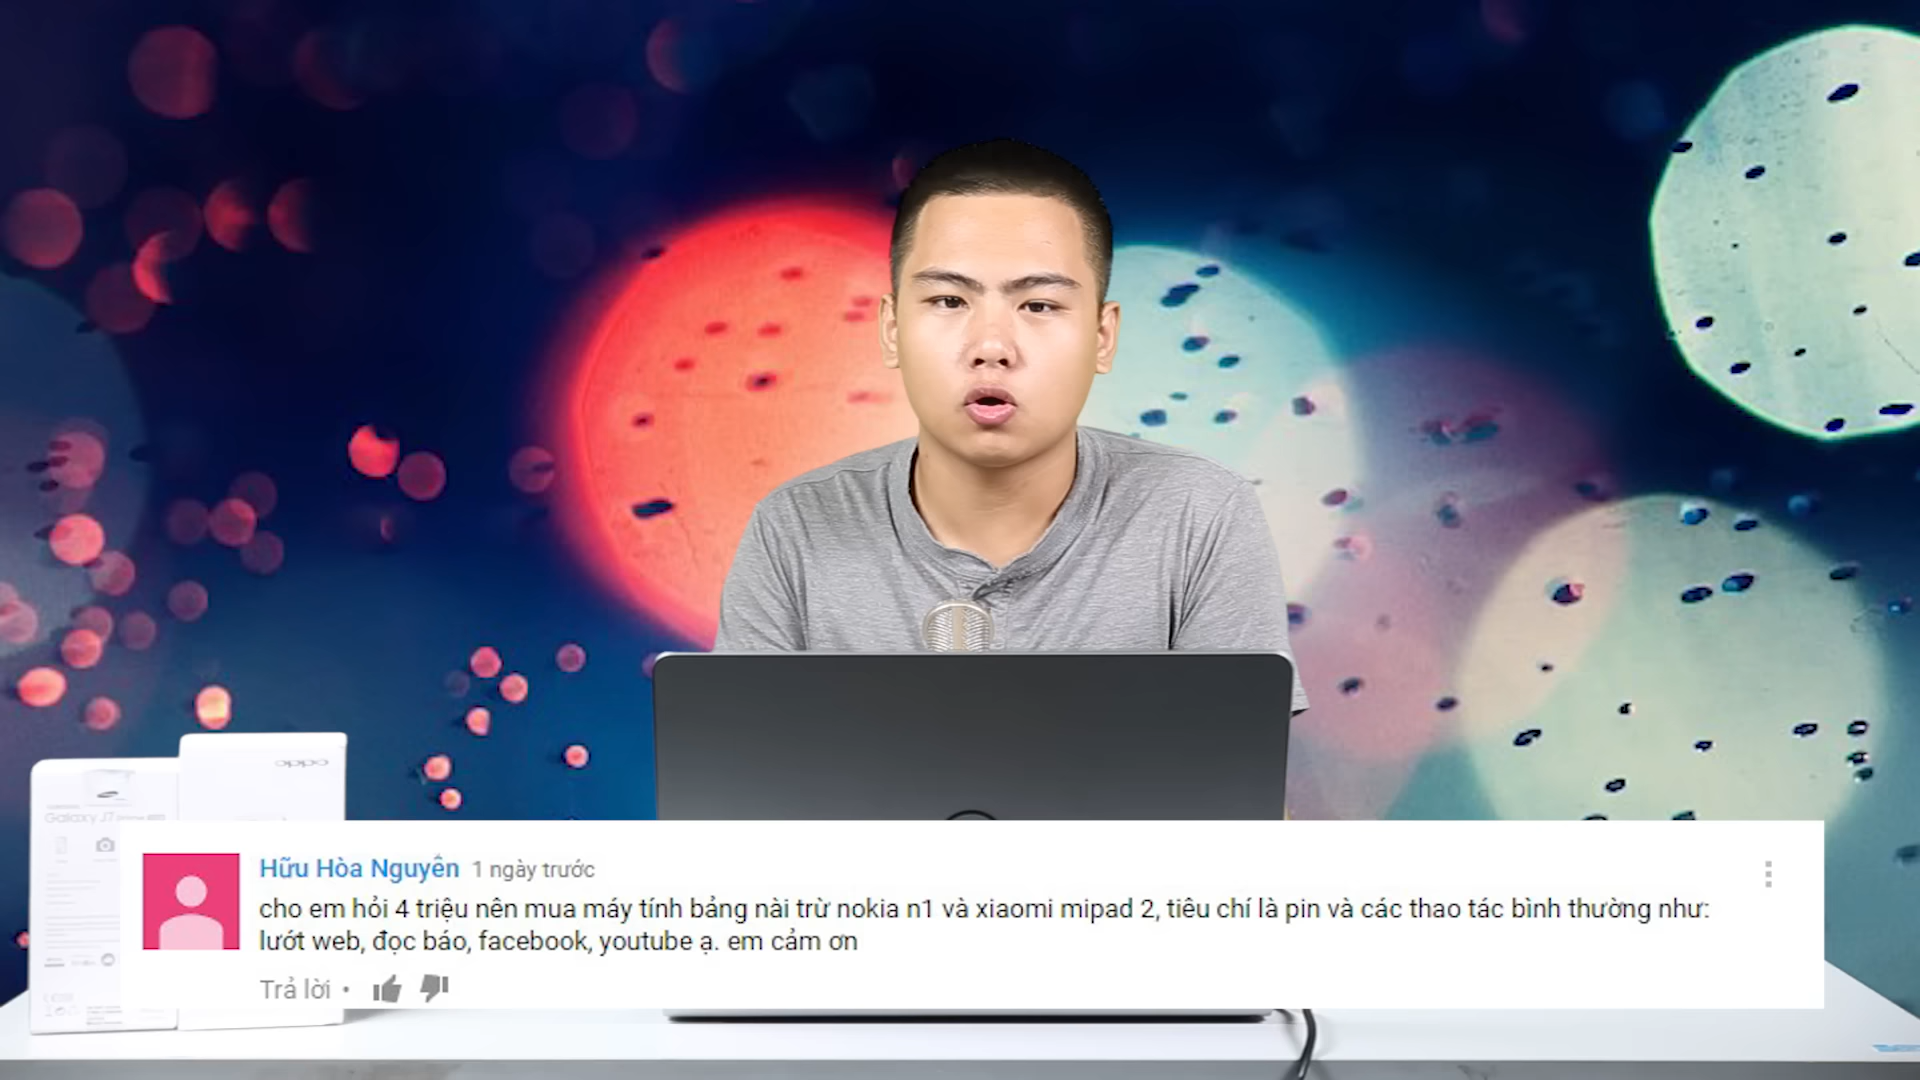 oppo
Galaxy J7
Hữu Hòa Nguyễn 1 ngày trước
cho em hỏi 4 triệu nên mua máy tính bảng nài trừ nokia n1 và xiaomi mipad 2, tiêu chí là pin và các thao tác bình thường như:
lướt web, đọc báo, facebook, youtube ạ. em cảm ơn
Trả lời •